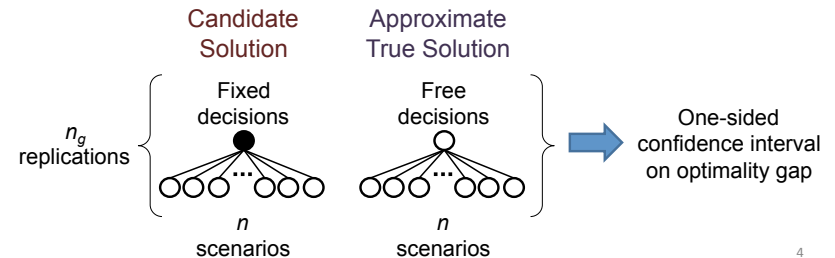 Candidate
Solution
Approximate
True Solution
Fixed
decisions
Free
decisions
n_g
replications
...
...
One-sided
confidence interval
on optimality gap
n
scenarios
n
scenarios
4